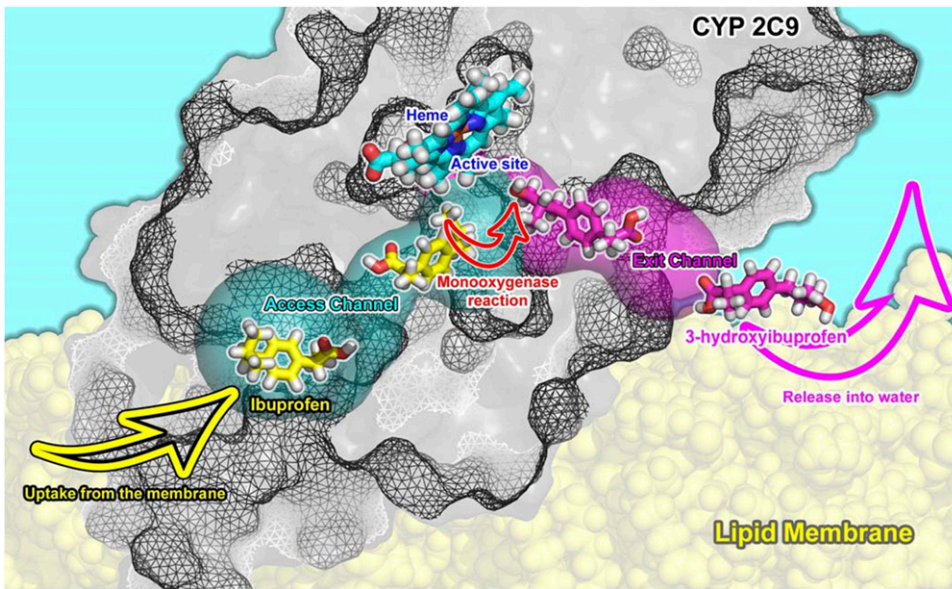 CYP 2C9
Heme
Active site
Access Channel
Monooxygenase
reaction
Exit Channel
3-hydroxyibuprofen
Ibuprofen
Release into water
Uptake from the membrane
Lipid Membrane